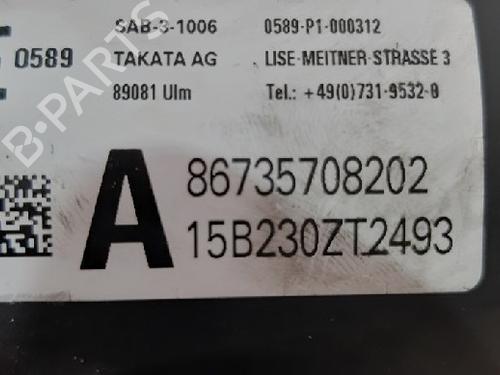 SAB-3-1006 0589-P1-000312
0589 TAKATA AG LISE-MEITNER-STRASSE 3
89081 Ulm Tel.: +49(0)731-9532-0
A 86735708202
15B230ZT2493
B-PARTS